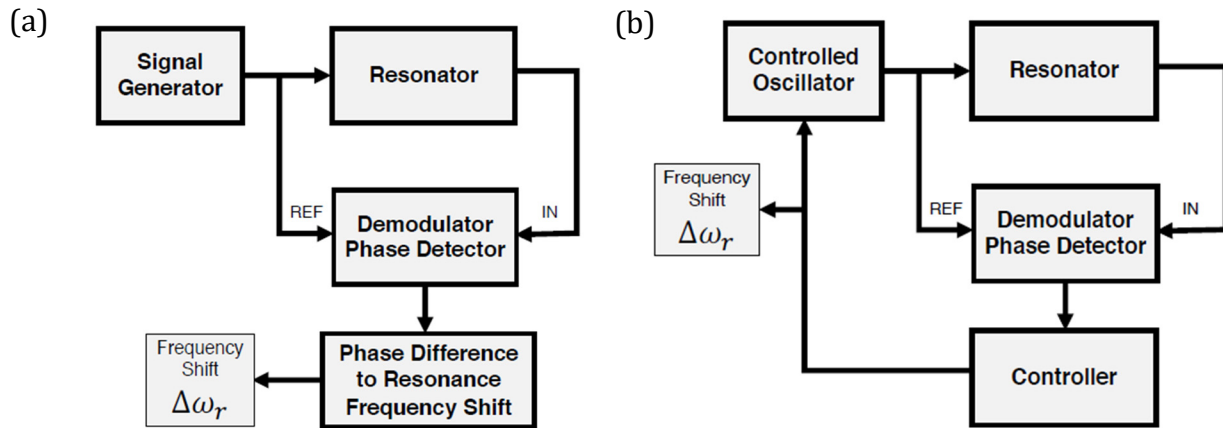 (a)
Signal
Generator
Resonator
REF
IN
Demodulator
Phase Detector
Frequency
Shift
Δω_r
Phase Difference
to Resonance
Frequency Shift
(b)
Controlled
Oscillator
Resonator
Frequency
Shift
Δω_r
REF
IN
Demodulator
Phase Detector
Controller